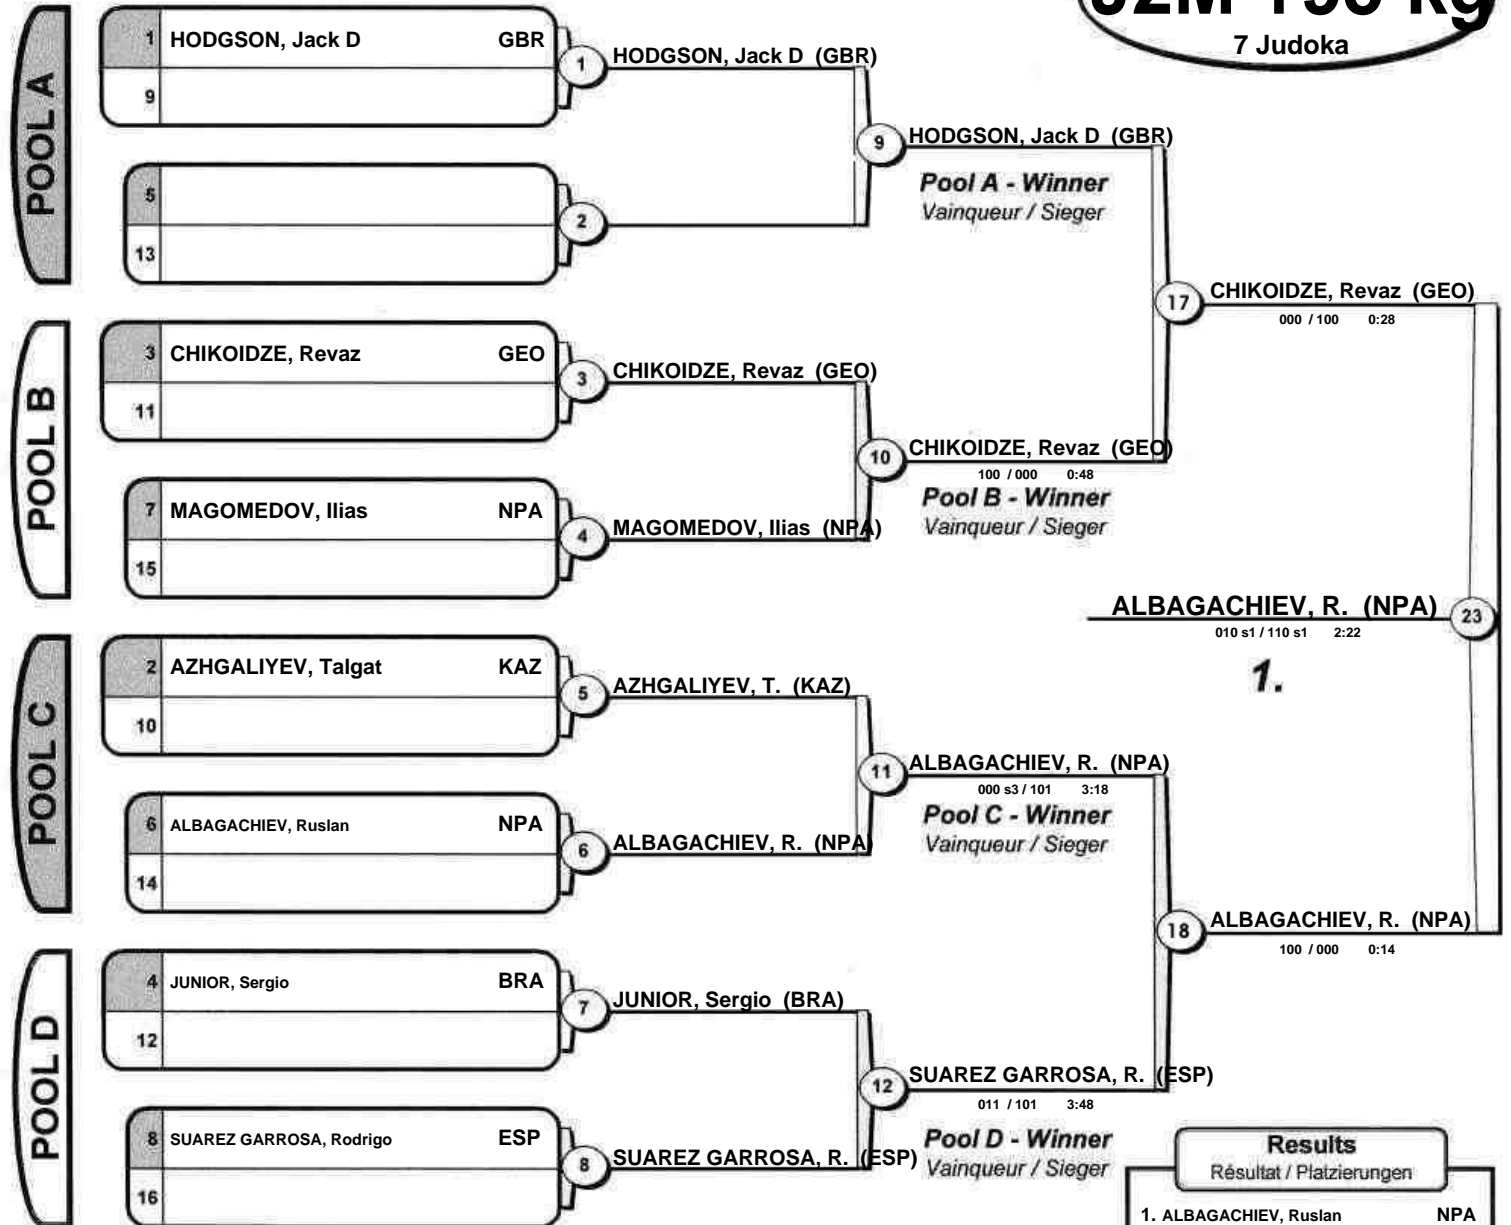 7 Judoka
POOL A
1 HODGSON, Jack D GBR
9
1
HODGSON, Jack D (GBR)
5
13
2
9
HODGSON, Jack D (GBR)
Pool A - Winner
Vainqueur / Sieger
POOL B
3 CHIKOIDZE, Revaz GEO
11
3
CHIKOIDZE, Revaz (GEO)
7 MAGOMEDOV, Ilias NPA
15
4
MAGOMEDOV, Ilias (NPA)
10
CHIKOIDZE, Revaz (GEO)
100 / 000 0:48
Pool B - Winner
Vainqueur / Sieger
17
CHIKOIDZE, Revaz (GEO)
000 / 100 0:28
ALBAGACHIEV, R. (NPA)
23
010 s1 / 110 s1 2:22
1.
POOL C
2 AZHGALIYEV, Talgat KAZ
10
5
AZHGALIYEV, T. (KAZ)
6 ALBAGACHIEV, Ruslan NPA
14
6
ALBAGACHIEV, R. (NPA)
11
ALBAGACHIEV, R. (NPA)
000 s3 / 101 3:18
Pool C - Winner
Vainqueur / Sieger
18
ALBAGACHIEV, R. (NPA)
100 / 000 0:14
POOL D
4 JUNIOR, Sergio BRA
12
7
JUNIOR, Sergio (BRA)
8 SUAREZ GARROSA, Rodrigo ESP
16
8
SUAREZ GARROSA, R. (ESP)
12
SUAREZ GARROSA, R. (ESP)
011 / 101 3:48
Pool D - Winner
Vainqueur / Sieger
Results
Résultat / Platzierungen
1. ALBAGACHIEV, Ruslan NPA